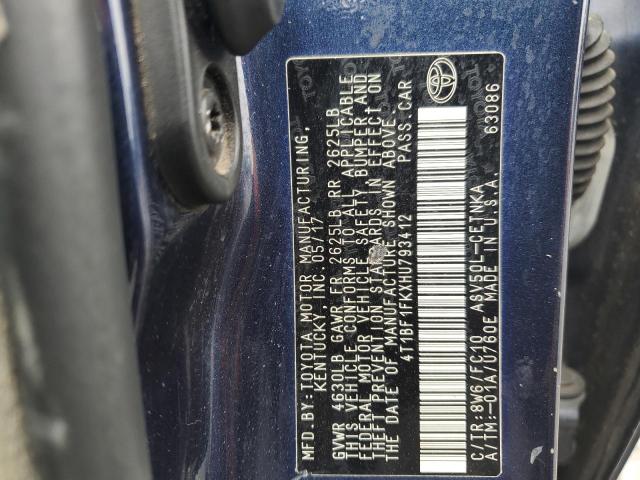 MFD.BY:TOYOTA MOTOR MANUFACTURING,
KENTUCKY, INC. 05/17
GVWR 4630LB GAWR FR 2625LB RR 2625LB
THIS VEHICLE CONFORMS TO ALL APPLICABLE
FEDERAL MOTOR VEHICLE SAFETY, BUMPER AND
THEFT PREVENTION STANDARDS IN EFFECT ON
THE DATE OF MANUFACTURE SHOWN ABOVE.
4T1BF1FKXHU793412 PASS. CAR
C/TR:8W6/FC10 ASV50L-CETNKA
A/TM:-01A/U760E MADE IN U.S.A. 63086